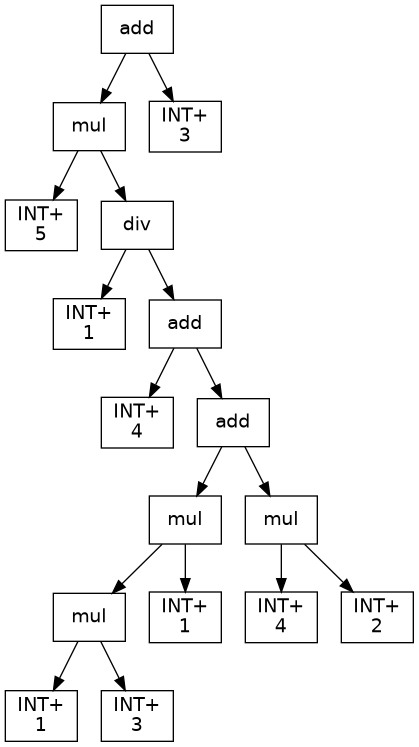 add
mul
INT+
3
INT+
5
div
INT+
1
add
INT+
4
add
mul
mul
mul
INT+
1
INT+
4
INT+
2
INT+
1
INT+
3